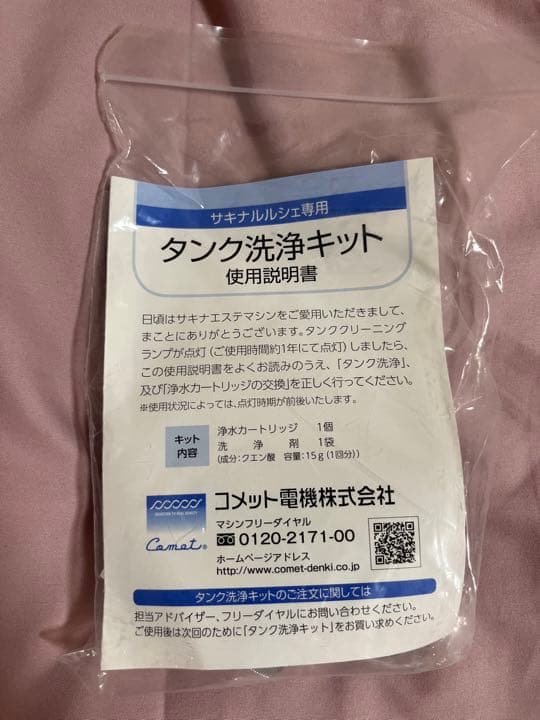 サキナルルシェ専用
タンク洗浄キット
使用説明書
日頃はサキナエステマシンをご愛用いただきまして、
まことにありがとうございます。タンククリーニング
ランプが点灯(ご使用時間約1年にて点灯)しましたら、
この使用説明書をよくお読みのうえ、「タンク洗浄」、
及び「浄水カートリッジの交換」を正しく行ってください。
※使用状況によっては、点灯時期が前後いたします。
キット内容
浄水カートリッジ 1個
洗浄剤 1袋
(成分:クエン酸 容量:15g(1回分))
Comet®
コメット電機株式会社
マシンフリーダイヤル
0120-2171-00
ホームページアドレス
http://www.comet-denki.co.jp
タンク洗浄キットのご注文に関しては
担当アドバイザー、フリーダイヤルにお問い合わせください。
ご使用後は次回のために「タンク洗浄キット」をお買い求めください。